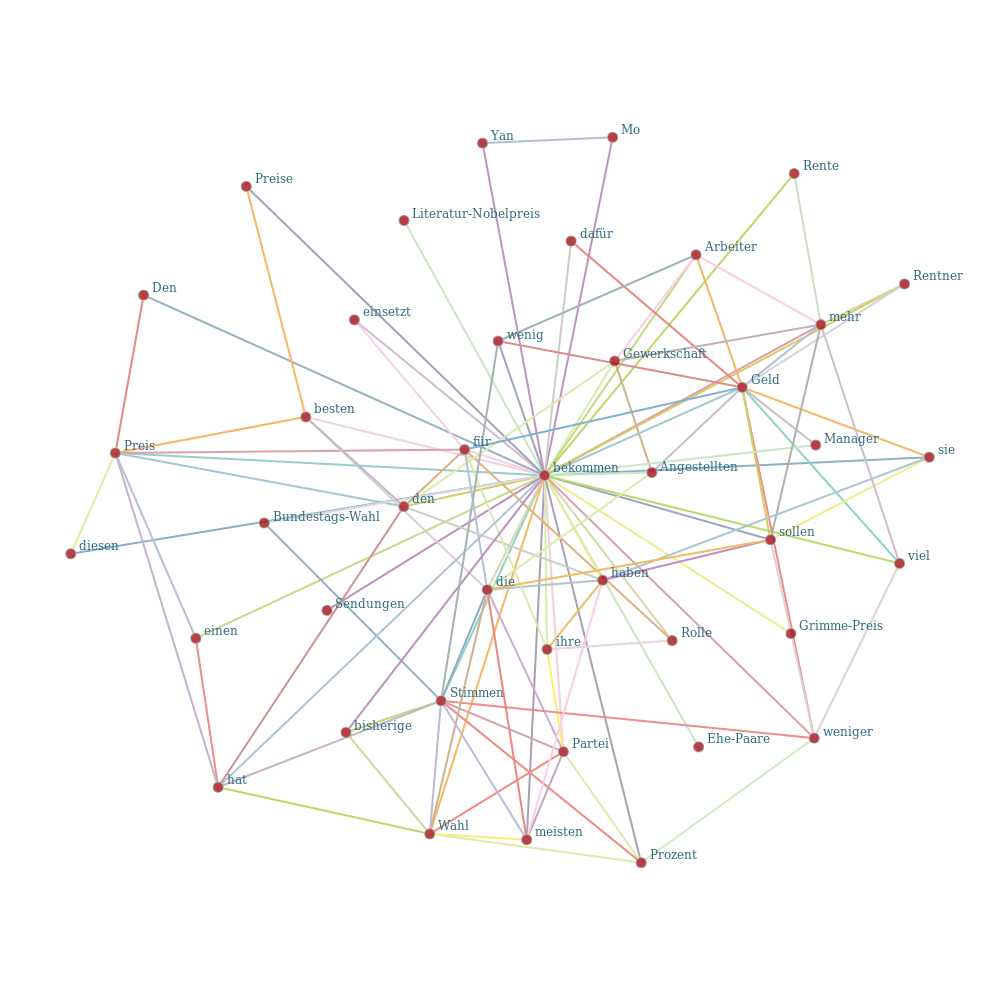 Mo
Yan
Rente
Preise
Literatur-Nobelpreis
dafür
Arbeiter
Rentner
Den
einsetzt
mehr
wenig
Gewerkschaft
Geld
besten
Manager
Preis
für
sie
bekommen
Angestellten
den
Bundestags-Wahl
sollen
diesen
viel
haben
die
Sendungen
Grimme-Preis
einen
Rolle
ihre
Stimmen
bisherige
weniger
Ehe-Paare
Partei
hat
Wahl
meisten
Prozent